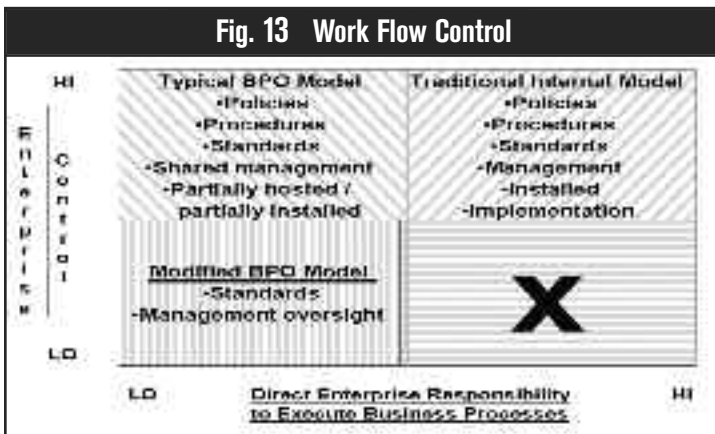 Fig. 13 Work Flow Control
HI
Enterprise
Control
LO
Typical BPO Model
-Policies
-Procedures
-Standards
-Shared management
-Partially hosted /
partially installed
Traditional Internal Model
-Policies
-Procedures
-Standards
-Management
-Installed
-Implementation
Modified BPO Model
-Standards
-Management oversight
X
LO
Direct Enterprise Responsibility
to Execute Business Processes
HI